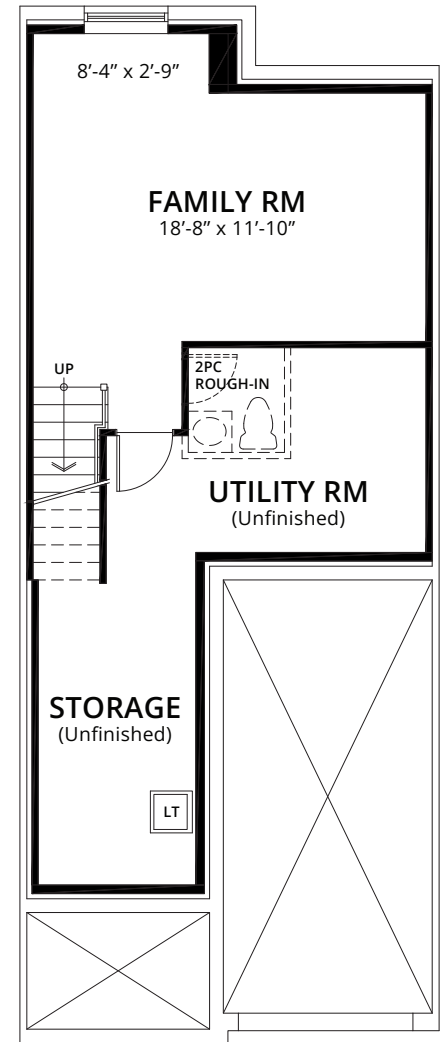 8’-4” x 2’-9”
FAMILY RM
18’-8” x 11’-10”
UP
2PC
ROUGH-IN
UTILITY RM
(Unfinished)
STORAGE
(Unfinished)
LT